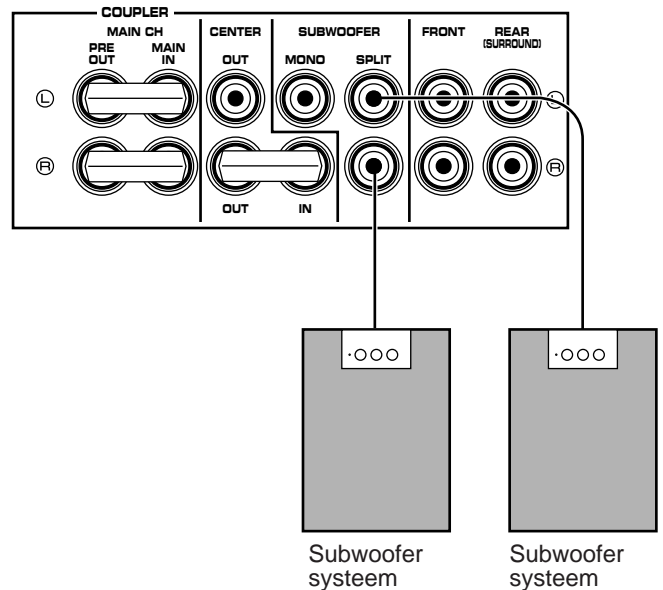 COUPLER
MAIN CH CENTER SUBWOOFER FRONT REAR
(SURROUND)
PRE OUT MAIN IN OUT MONO SPLIT
L
R R
OUT IN
Subwoofer systeem Subwoofer systeem